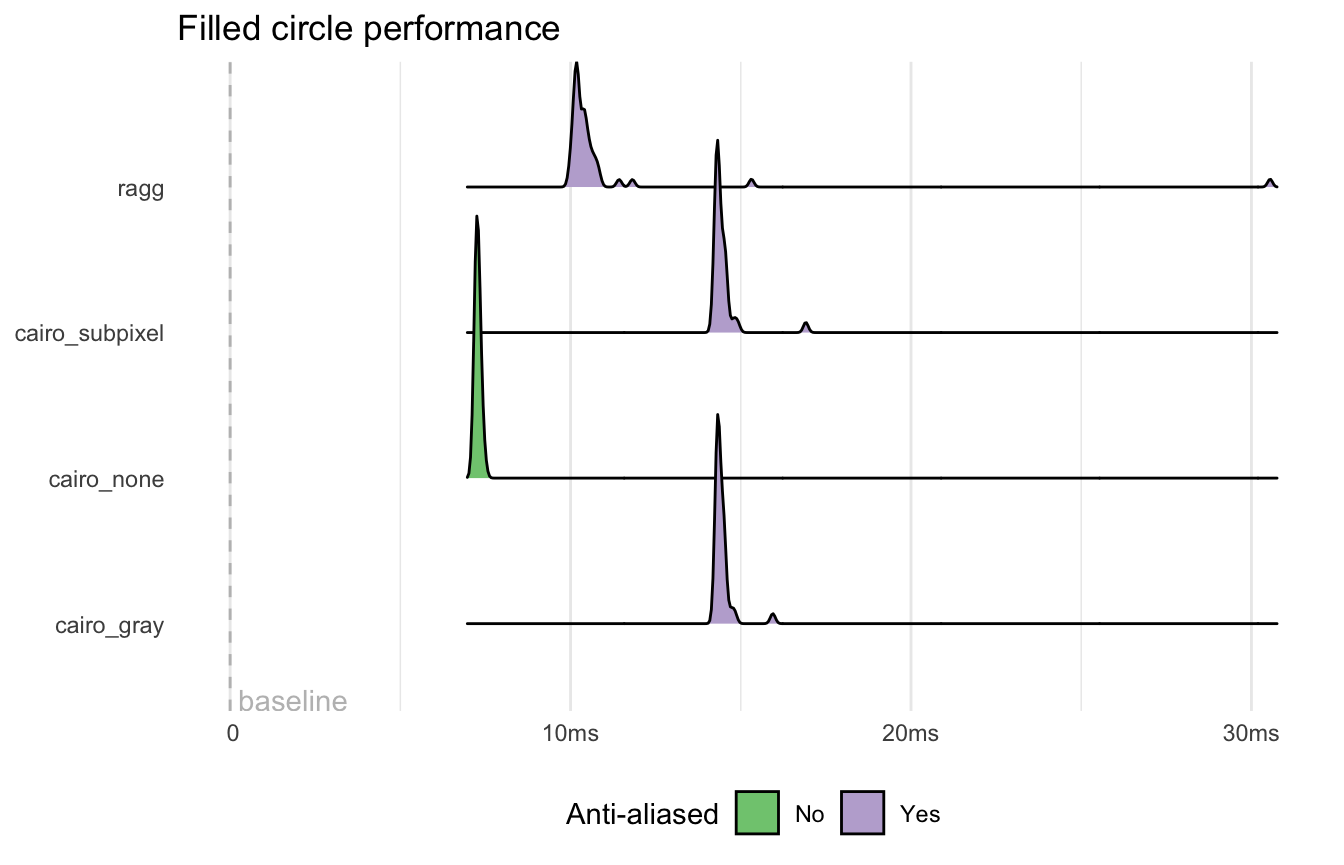 Filled circle performance
ragg
cairo_subpixel
cairo_none
cairo_gray
baseline
0 10ms 20ms 30ms
Anti-aliased No Yes